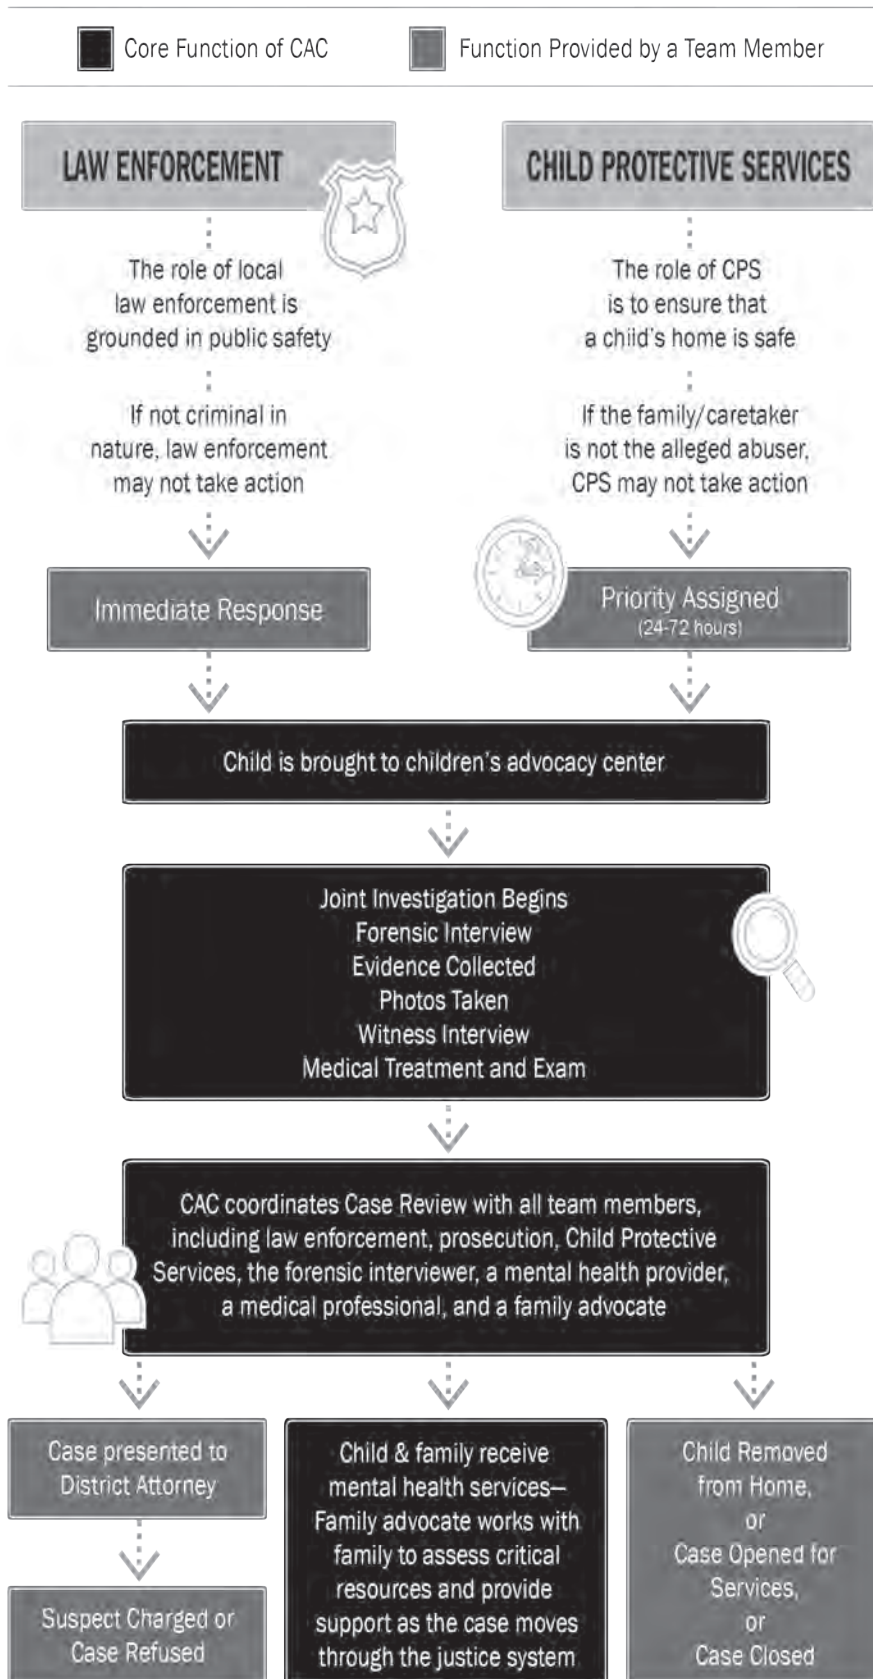 Core Function of CAC
Function Provided by a Team Member
LAW ENFORCEMENT
The role of local
law enforcement is
grounded in public safety
If not criminal in
nature, law enforcement
may not take action
Immediate Response
CHILD PROTECTIVE SERVICES
The role of CPS
is to ensure that
a child's home is safe
If the family/caretaker
is not the alleged abuser,
CPS may not take action
Priority Assigned
(24-72 hours)
Child is brought to children's advocacy center
Joint Investigation Begins
Forensic Interview
Evidence Collected
Photos Taken
Witness Interview
Medical Treatment and Exam
CAC coordinates Case Review with all team members,
including law enforcement, prosecution, Child Protective
Services, the forensic interviewer, a mental health provider,
a medical professional, and a family advocate
Case presented to
District Attorney
Suspect Charged or
Case Refused
Child & family receive
mental health services—
Family advocate works with
family to assess critical
resources and provide
support as the case moves
through the justice system
Child Removed
from Home,
or
Case Opened for
Services,
or
Case Closed